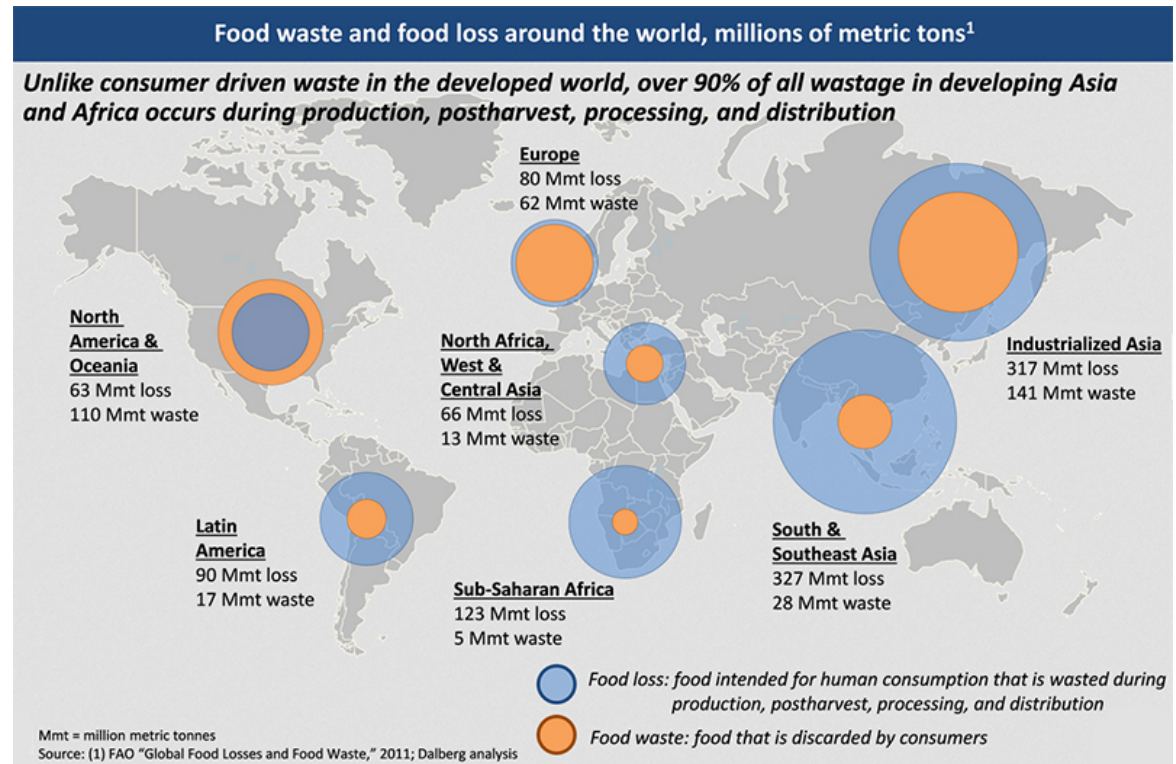 Food waste and food loss around the world, millions of metric tons1
Unlike consumer driven waste in the developed world, over 90% of all wastage in developing Asia
and Africa occurs during production, postharvest, processing, and distribution
Europe
80 Mmt loss
62 Mmt waste
North
America &
Oceania
63 Mmt loss
110 Mmt waste
North Africa,
West &
Central Asia
66 Mmt loss
13 Mmt waste
Industrialized Asia
317 Mmt loss
141 Mmt waste
Latin
America
90 Mmt loss
17 Mmt waste
Sub-Saharan Africa
123 Mmt loss
5 Mmt waste
South &
Southeast Asia
327 Mmt loss
28 Mmt waste
Food loss: food intended for human consumption that is wasted during
production, postharvest, processing, and distribution
Food waste: food that is discarded by consumers
Mmt = million metric tonnes
Source: (1) FAO “Global Food Losses and Food Waste,” 2011; Dalberg analysis